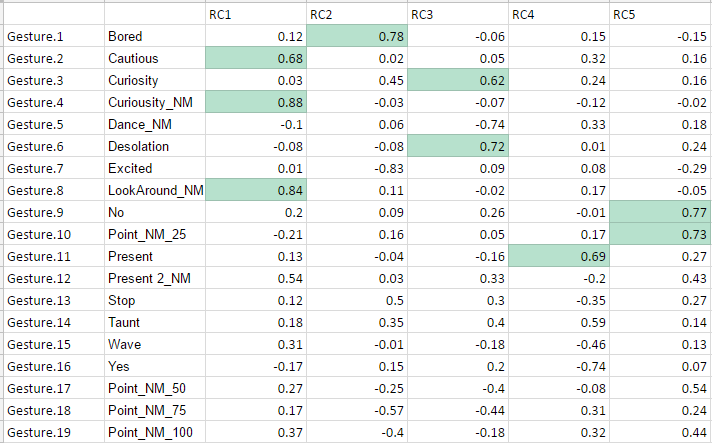 RC1 RC2 RC3 RC4 RC5
Gesture.1 Bored 0.12 0.78 -0.06 0.15 -0.15
Gesture.2 Cautious 0.68 0.02 0.05 0.32 0.16
Gesture.3 Curiosity 0.03 0.45 0.62 0.24 0.16
Gesture.4 Curiousity_NM 0.88 -0.03 -0.07 -0.12 -0.02
Gesture.5 Dance_NM -0.1 0.06 -0.74 0.33 0.18
Gesture.6 Desolation -0.08 -0.08 0.72 0.01 0.24
Gesture.7 Excited 0.01 -0.83 0.09 0.08 -0.29
Gesture.8 LookAround_NM 0.84 0.11 -0.02 0.17 -0.05
Gesture.9 No 0.2 0.09 0.26 -0.01 0.77
Gesture.10 Point_NM_25 -0.21 0.16 0.05 0.17 0.73
Gesture.11 Present 0.13 -0.04 -0.16 0.69 0.27
Gesture.12 Present 2_NM 0.54 0.03 0.33 -0.2 0.43
Gesture.13 Stop 0.12 0.5 0.3 -0.35 0.27
Gesture.14 Taunt 0.18 0.35 0.4 0.59 0.14
Gesture.15 Wave 0.31 -0.01 -0.18 -0.46 0.13
Gesture.16 Yes -0.17 0.15 0.2 -0.74 0.07
Gesture.17 Point_NM_50 0.27 -0.25 -0.4 -0.08 0.54
Gesture.18 Point_NM_75 0.17 -0.57 -0.44 0.31 0.24
Gesture.19 Point_NM_100 0.37 -0.4 -0.18 0.32 0.44